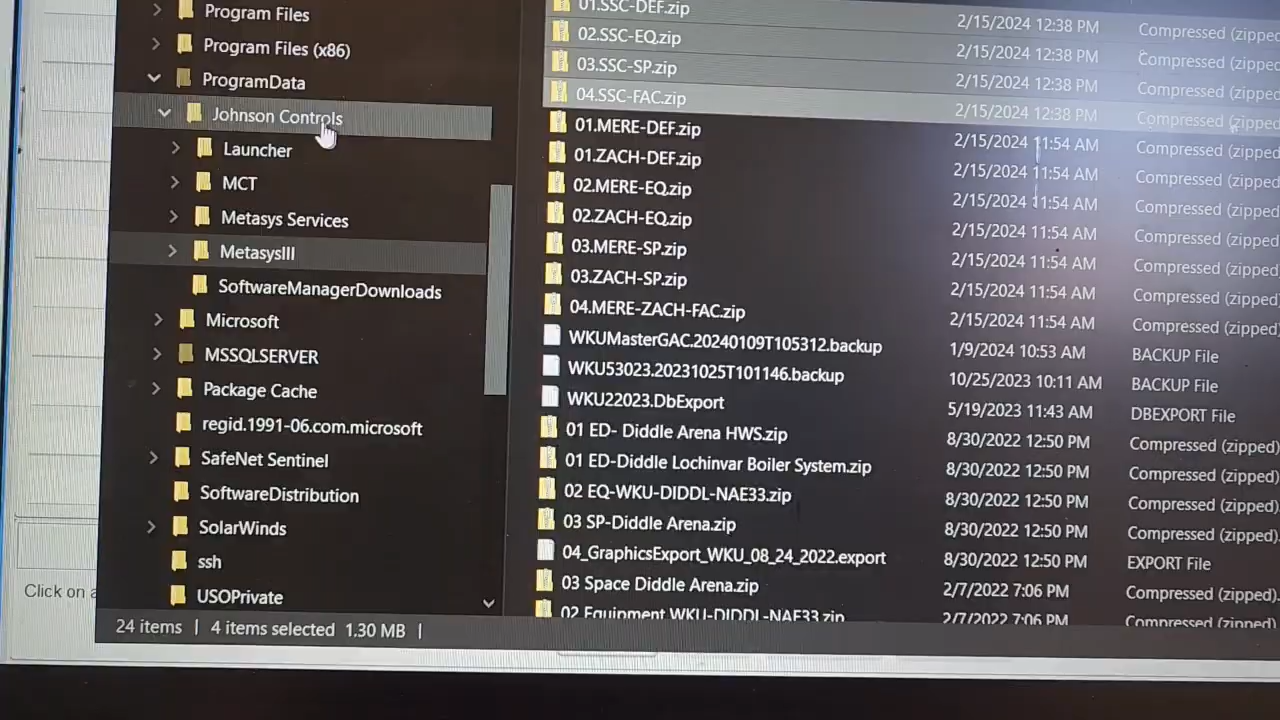 Program Files
Program Files (x86)
ProgramData
Johnson Controls
Launcher
MCT
Metasys Services
MetasysIII
SoftwareManagerDownloads
Microsoft
MSSQLSERVER
Package Cache
regid.1991-06.com.microsoft
SafeNet Sentinel
SoftwareDistribution
SolarWinds
ssh
USOPrivate
01.SSC-DEF.zip 2/15/2024 12:38 PM Compressed (zipped
02.SSC-EQ.zip 2/15/2024 12:38 PM Compressed (zipped
03.SSC-SP.zip 2/15/2024 12:38 PM Compressed (zipped
04.SSC-FAC.zip 2/15/2024 12:38 PM Compressed (zipped
01.MERE-DEF.zip 2/15/2024 11:54 AM Compressed (zipped
01.ZACH-DEF.zip 2/15/2024 11:54 AM Compressed (zipped
02.MERE-EQ.zip 2/15/2024 11:54 AM Compressed (zipped
02.ZACH-EQ.zip 2/15/2024 11:54 AM Compressed (zipped
03.MERE-SP.zip 2/15/2024 11:54 AM Compressed (zipped
03.ZACH-SP.zip 2/15/2024 11:54 AM Compressed (zipped
04.MERE-ZACH-FAC.zip 2/15/2024 11:54 AM Compressed (zipped
WKUMasterGAC.20240109T105312.backup 1/9/2024 10:53 AM BACKUP File
WKU53023.20231025T101146.backup 10/25/2023 10:11 AM BACKUP File
WKU22023.DbExport 5/19/2023 11:43 AM DBEXPORT File
01 ED- Diddle Arena HWS.zip 8/30/2022 12:50 PM Compressed (zipped)
01 ED-Diddle Lochinvar Boiler System.zip 8/30/2022 12:50 PM Compressed (zipped)
02 EQ-WKU-DIDDL-NAE33.zip 8/30/2022 12:50 PM Compressed (zipped)
03 SP-Diddle Arena.zip 8/30/2022 12:50 PM Compressed (zipped)
04_GraphicsExport_WKU_08_24_2022.export 8/30/2022 12:50 PM EXPORT File
03 Space Diddle Arena.zip 2/7/2022 7:06 PM Compressed (zipped)
02 Equipment WKU-DIDDL-NAE33.zip 2/7/2022 7:06 PM Compressed (zipped)
Click on a
24 items | 4 items selected 1.30 MB |